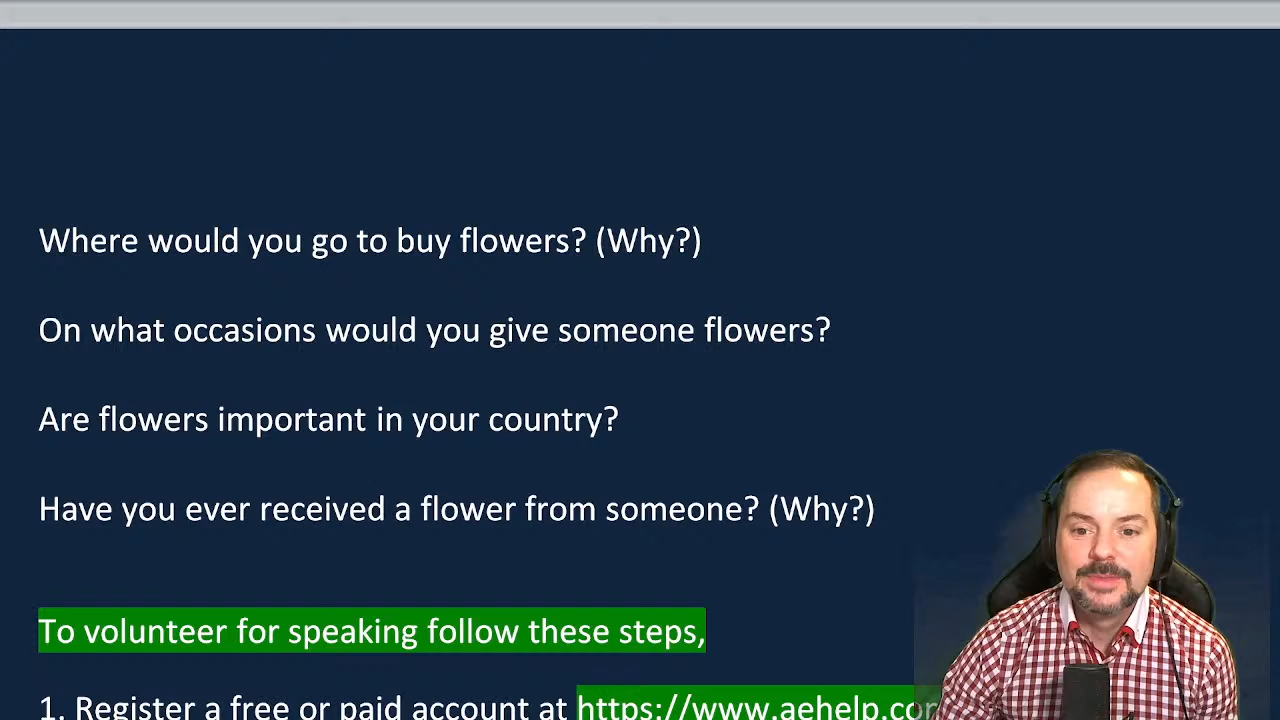 Where would you go to buy flowers? (Why?)
On what occasions would you give someone flowers?
Are flowers important in your country?
Have you ever received a flower from someone? (Why?)
To volunteer for speaking follow these steps,
1. Register a free or paid account at https://www.aehelp.com